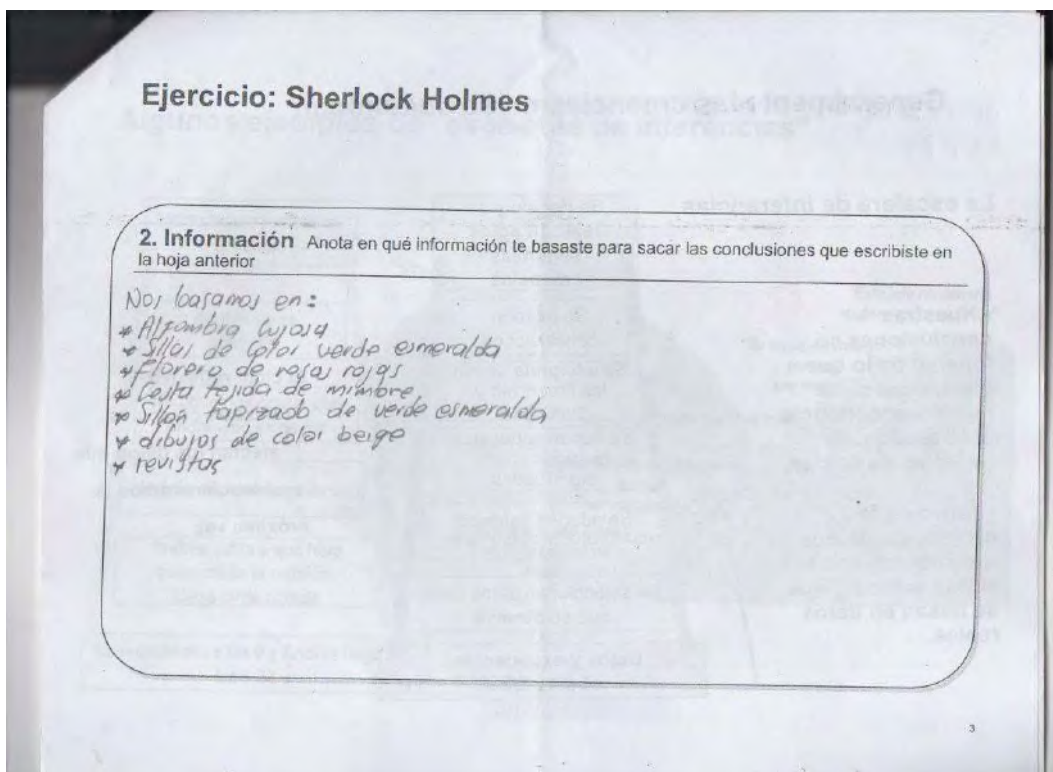 Ejercicio: Sherlock Holmes
2. Información Anota en qué información te basaste para sacar las conclusiones que escribiste en
la hoja anterior
Nos basamos en:
* Alfombra lujosa
* Sillas de color verde esmeralda
* Florero de rosas rojas
* Cesta tejida de mimbre
* Sillón tapizado de verde esmeralda
* dibujos de color beige
* revistas
3